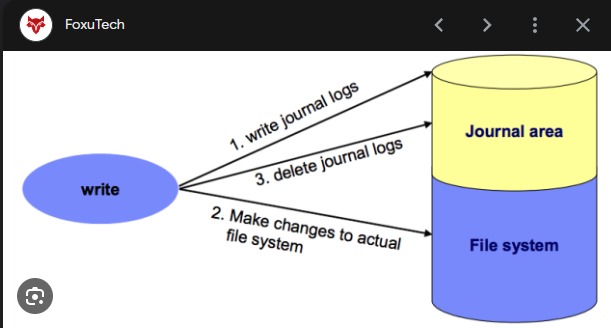 FoxuTech
1. write journal logs
Journal area
3. delete journal logs
write
2. Make changes to actual
file system
File system